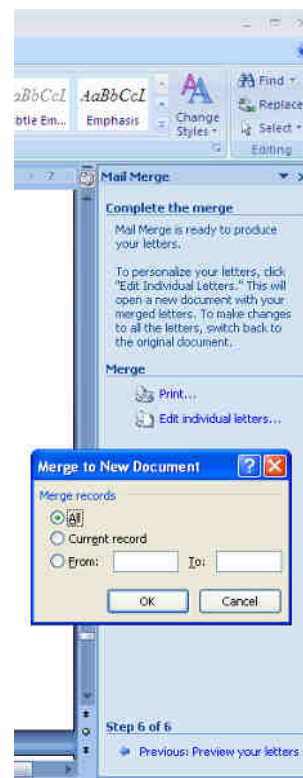 aBbCcI AaBbCcI
btle Em... Emphasis
Change
Styles
Find
Replace
Select
Editing
7
Mail Merge
Complete the merge
Mail Merge is ready to produce
your letters.
To personalize your letters, click
"Edit Individual Letters." This will
open a new document with your
merged letters. To make changes
to all the letters, switch back to
the original document.
Merge
Print...
Edit individual letters...
Merge to New Document
Merge records
All
Current record
From: To:
OK Cancel
Step 6 of 6
Previous: Preview your letters